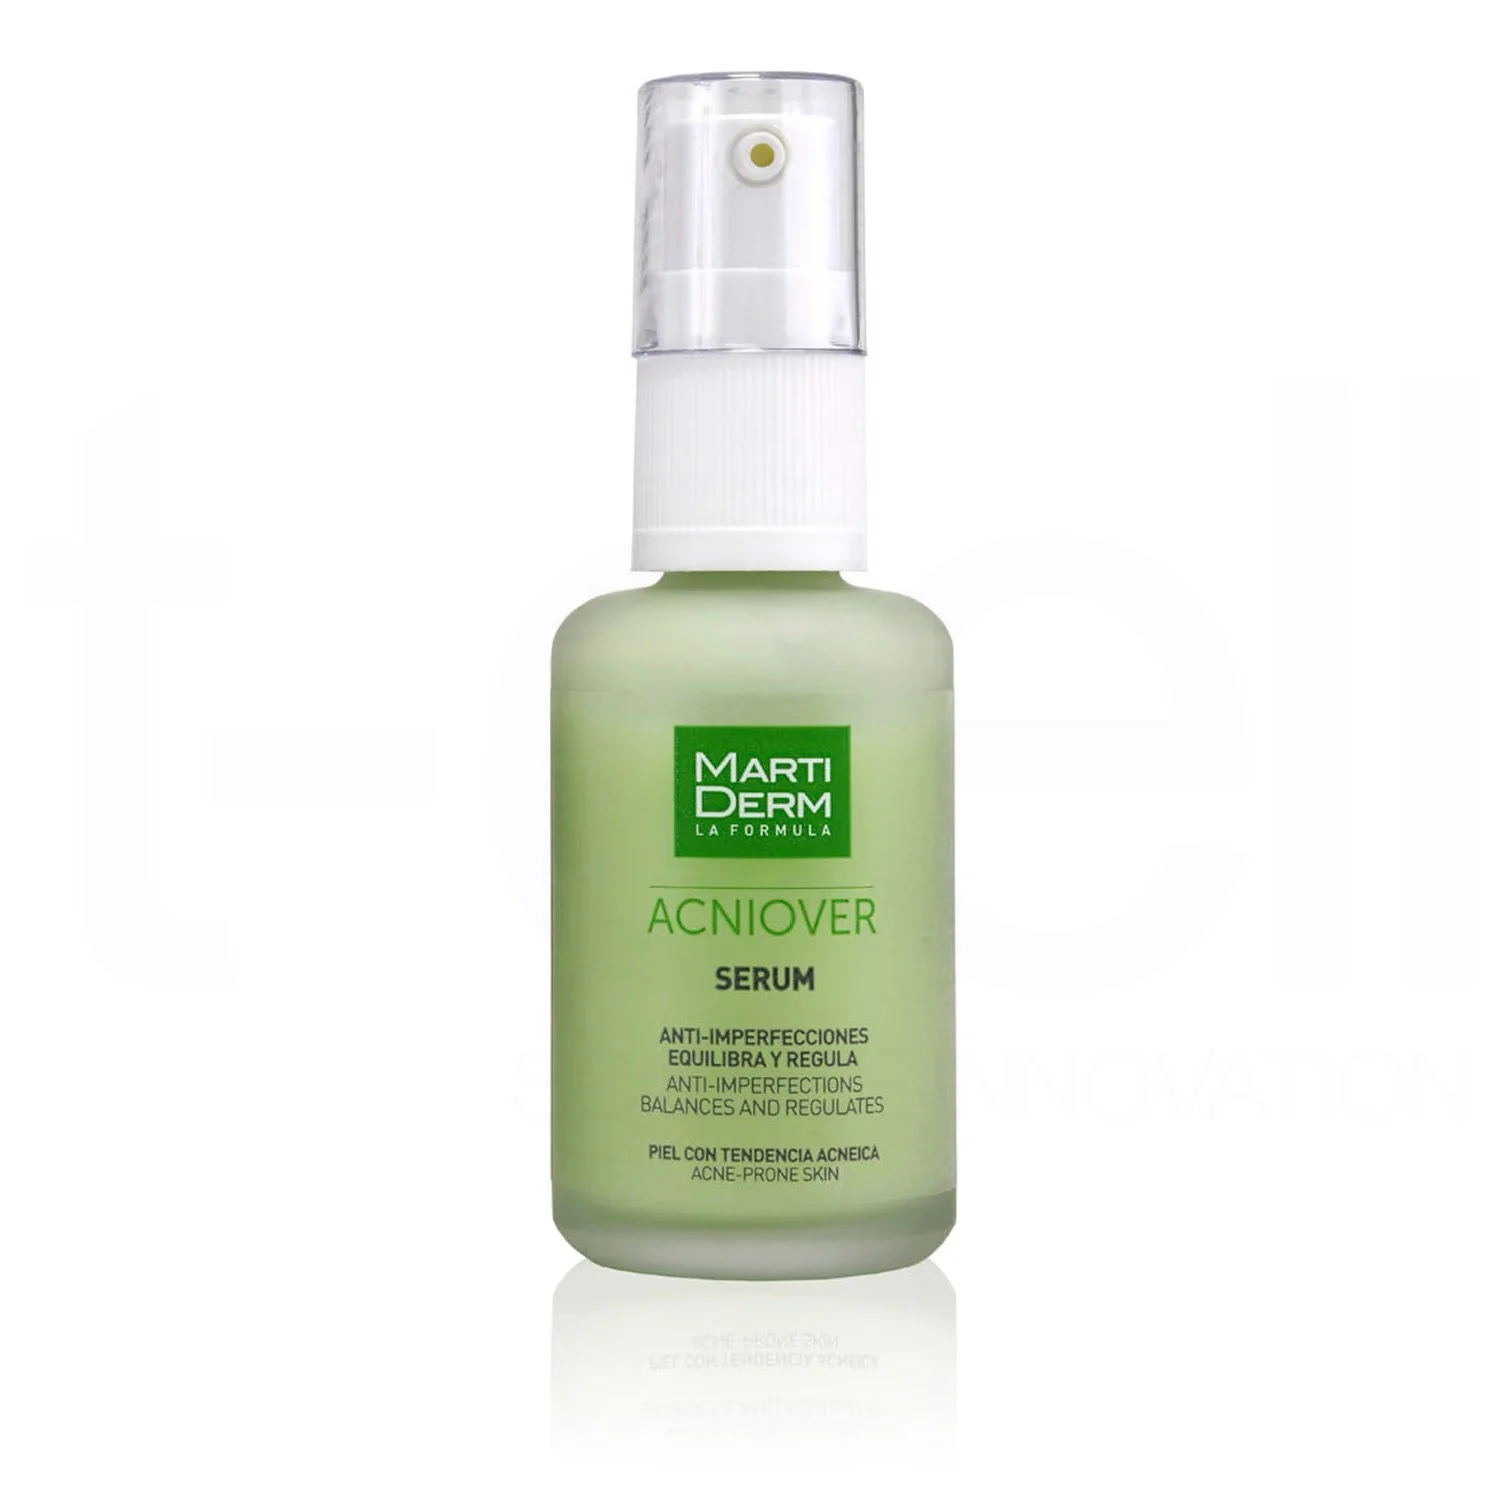 MARTI
DERM
LA FORMULA
ACNIOVER
SERUM
ANTI-IMPERFECCIONES
EQUILIBRA Y REGULA
ANTI-IMPERFECTIONS
BALANCES AND REGULATES
PIEL CON TENDENCIA ACNEICA
ACNE-PRONE SKIN
INNOVATION